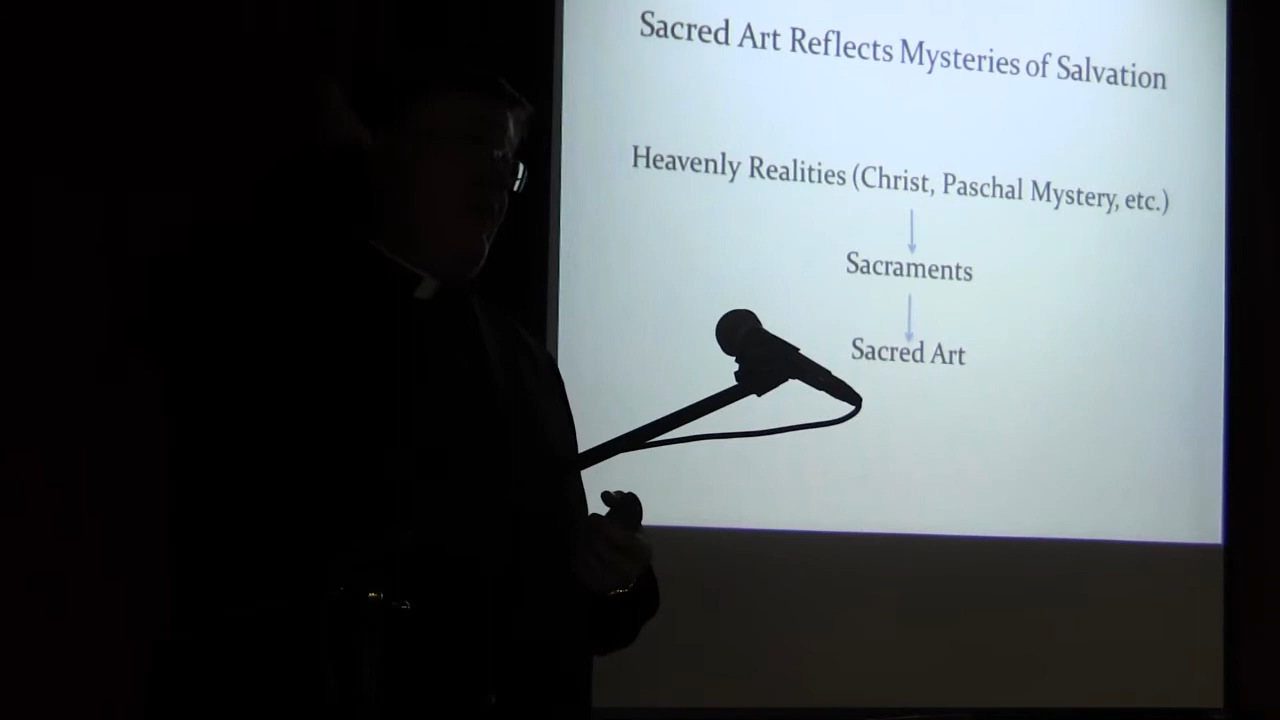 Sacred Art Reflects Mysteries of Salvation
Heavenly Realities (Christ, Paschal Mystery, etc.)
Sacraments
Sacred Art